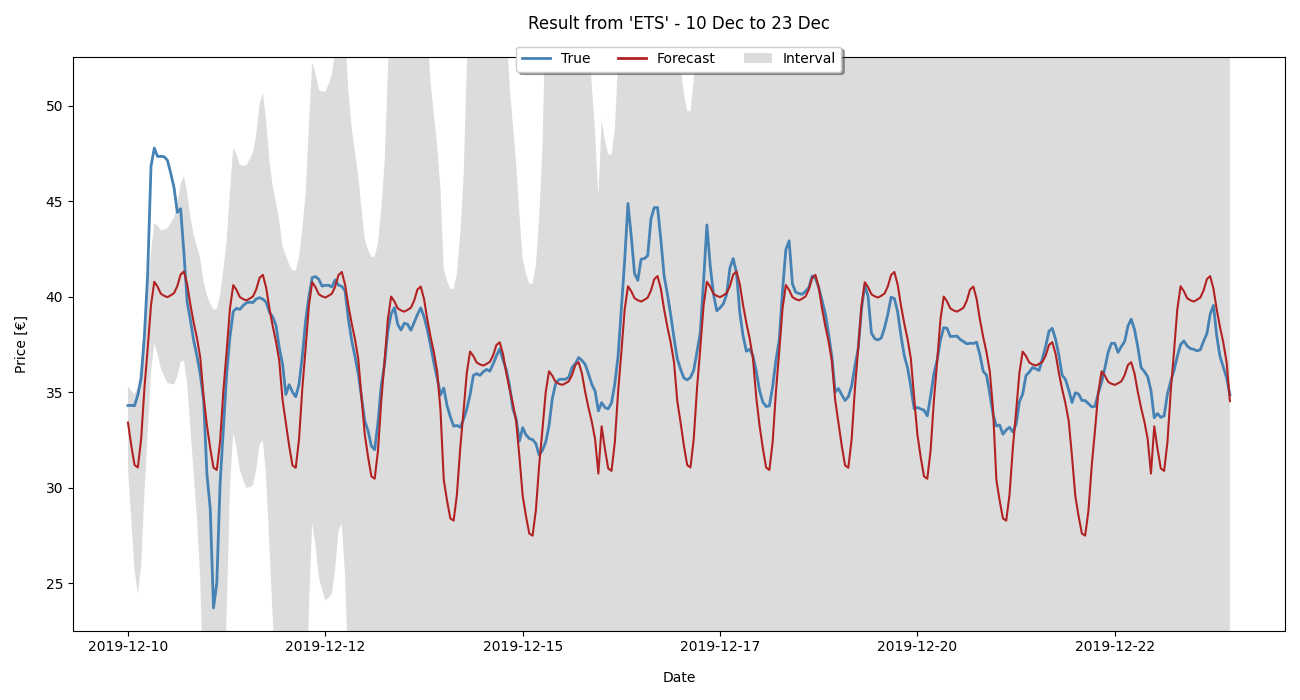 Result from 'ETS' - 10 Dec to 23 Dec
True Forecast Interval
50
45
40
35
30
25
Price [€]
2019-12-10 2019-12-12 2019-12-15 2019-12-17 2019-12-20 2019-12-22
Date